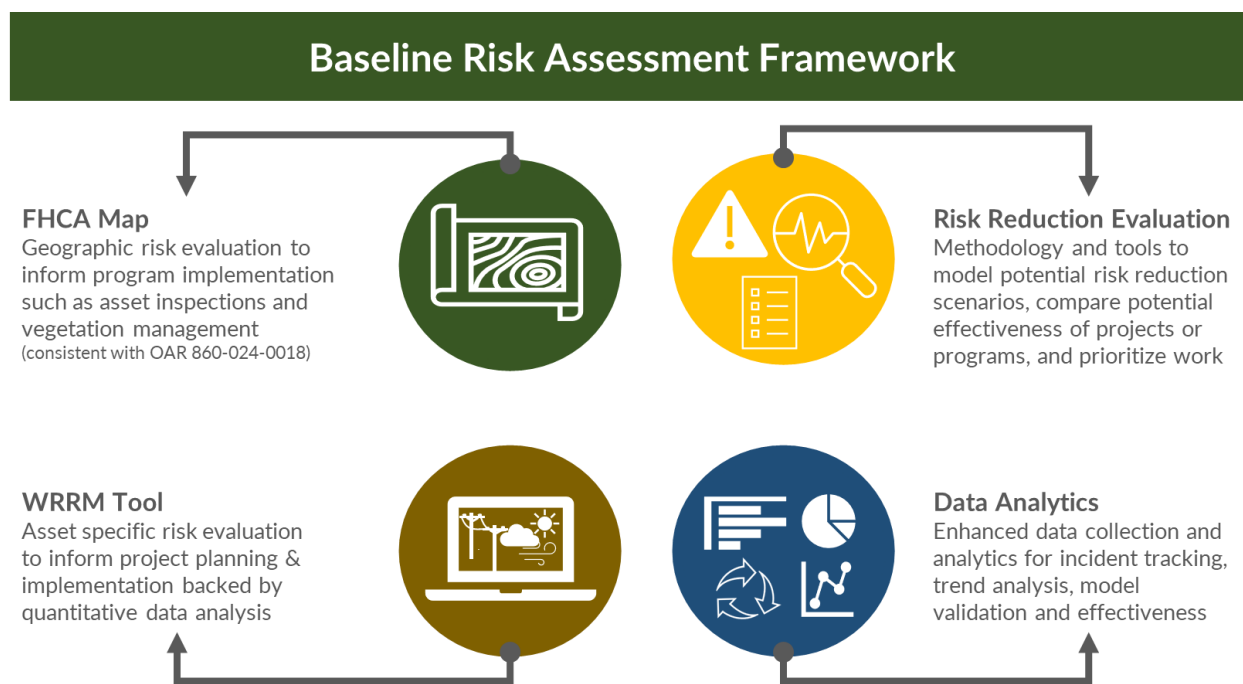 Baseline Risk Assessment Framework
FHCA Map
Geographic risk evaluation to
inform program implementation
such as asset inspections and
vegetation management
(consistent with OAR 860-024-0018)
Risk Reduction Evaluation
Methodology and tools to
model potential risk reduction
scenarios, compare potential
effectiveness of projects or
programs, and prioritize work
WRRM Tool
Asset specific risk evaluation
to inform project planning &
implementation backed by
quantitative data analysis
Data Analytics
Enhanced data collection and
analytics for incident tracking,
trend analysis, model
validation and effectiveness